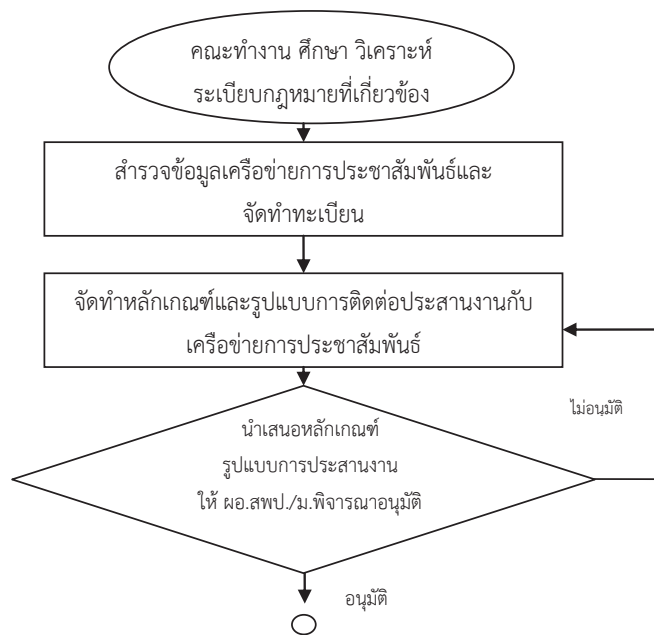 คณะทำงาน ศึกษา วิเคราะห์
ระเบียบกฎหมายที่เกี่ยวข้อง
สำรวจข้อมูลเครือข่ายการประชาสัมพันธ์และ
จัดทำทะเบียน
จัดทำหลักเกณฑ์และรูปแบบการติดต่อประสานงานกับ
เครือข่ายการประชาสัมพันธ์
ไม่อนุมัติ
นำเสนอหลักเกณฑ์
รูปแบบการประสานงาน
ให้ ผอ.สพป./ม.พิจารณาอนุมัติ
อนุมัติ